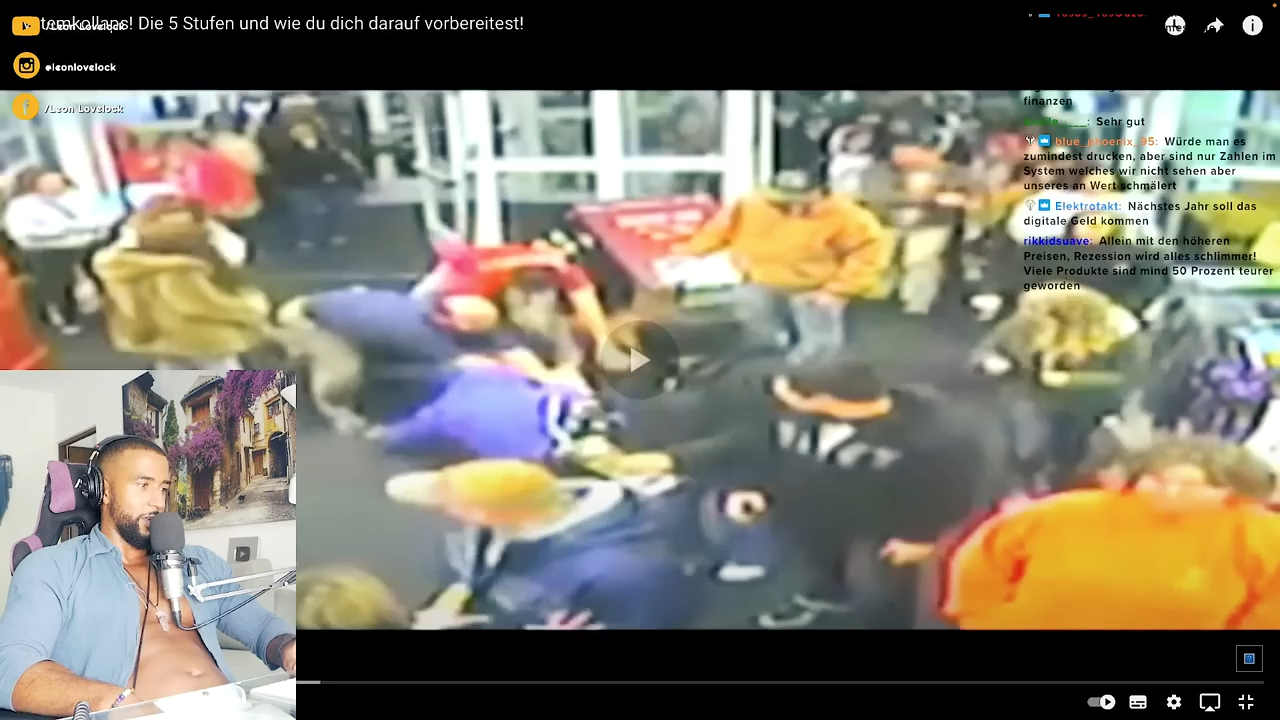 temkollaps! Die 5 Stufen und wie du dich darauf vorbereitest!
@leonlovelock
/Leon Lovelock
finanzen
Sehr gut
blue_phoenix_95: Würde man es
zumindest drucken, aber sind nur Zahlen im
System welches wir nicht sehen aber
unseres an Wert schmälert
Elektrotakt: Nächstes Jahr soll das
digitale Geld kommen
rikkidsuave: Allein mit den höheren
Preisen, Rezession wird alles schlimmer!
Viele Produkte sind mind 50 Prozent teurer
geworden